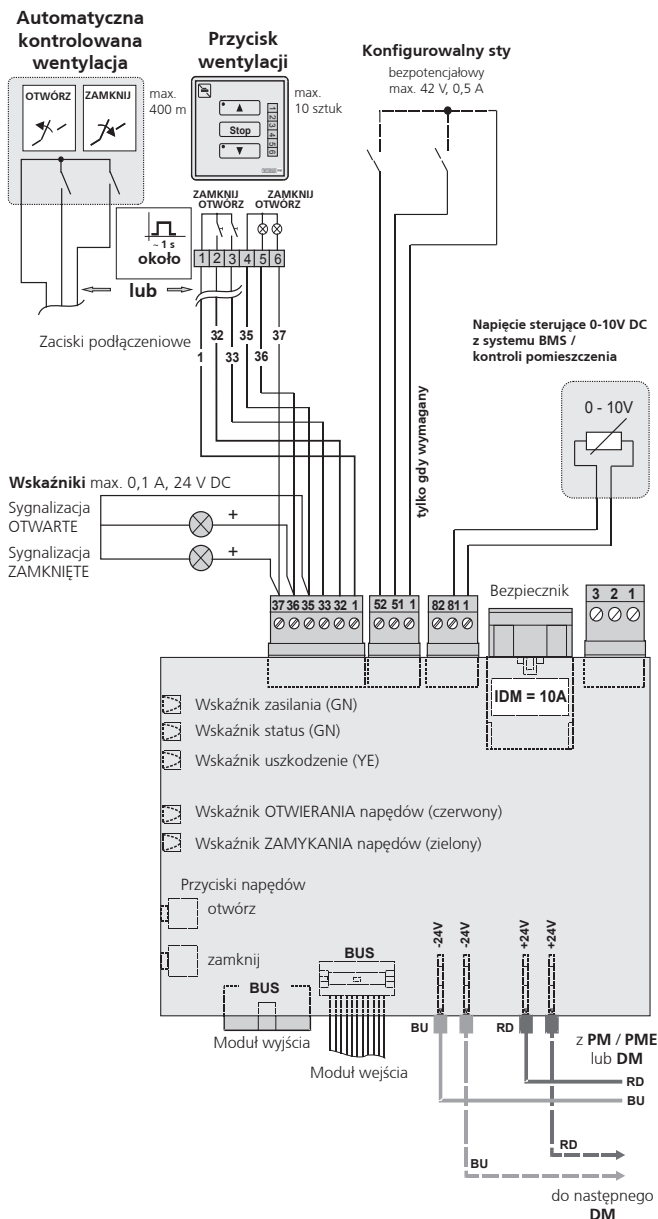 Automatyczna
kontrolowana
wentylacja
OTWÓRZ
ZAMKNIJ
max.
400 m
Przycisk
wentylacji
Stop
1
2
3
4
5
6
max.
10 sztuk
Konfigurowalny sty
bezpotencjałowy
max. 42 V, 0,5 A
ZAMKNIJ
OTWÓRZ
ZAMKNIJ
OTWÓRZ
~ 1 s
około
lub
1 2 3 4 5 6
Zaciski podłączeniowe
1
32
33
35
36
37
tylko gdy wymagany
Napięcie sterujące 0-10V DC
z systemu BMS /
kontroli pomieszczenia
0 - 10V
Wskaźniki max. 0,1 A, 24 V DC
Sygnalizacja
OTWARTE
+
Sygnalizacja
ZAMKNIĘTE
+
37 36 35 33 32 1
52 51 1
82 81 1
Bezpiecznik
3 2 1
IDM = 10A
Wskaźnik zasilania (GN)
Wskaźnik status (GN)
Wskaźnik uszkodzenie (YE)
Wskaźnik OTWIERANIA napędów (czerwony)
Wskaźnik ZAMYKANIA napędów (zielony)
Przyciski napędów
otwórz
zamknij
BUS
Moduł wyjścia
BUS
Moduł wejścia
-24V
-24V
+24V
+24V
BU
RD
z PM / PME
lub DM
RD
BU
RD
BU
do następnego
DM